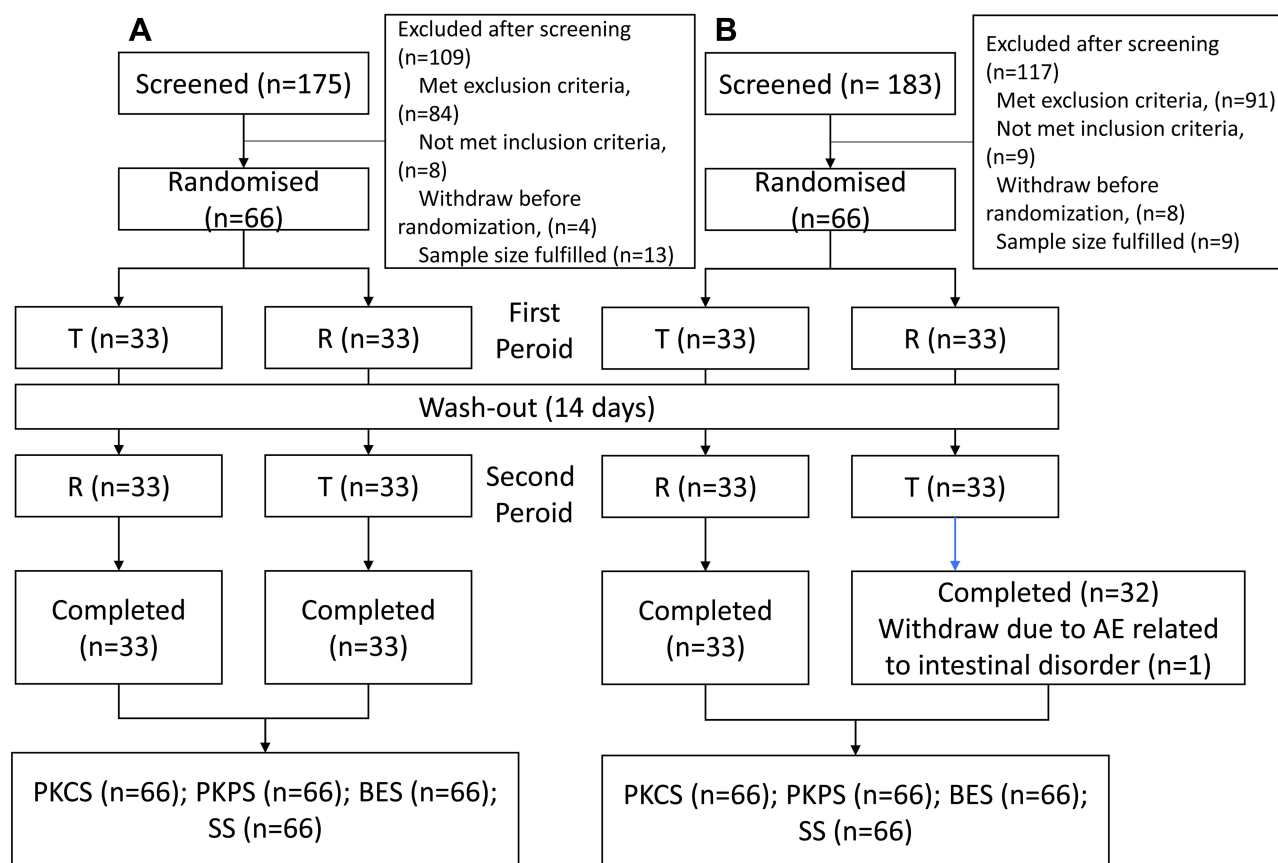 A
Screened (n=175)
Excluded after screening
(n=109)
Met exclusion criteria,
(n=84)
Not met inclusion criteria,
(n=8)
Withdraw before
randomization, (n=4)
Sample size fulfilled (n=13)
Randomised
(n=66)
B
Screened (n= 183)
Excluded after screening
(n=117)
Met exclusion criteria, (n=91)
Not met inclusion criteria,
(n=9)
Withdraw before
randomization, (n=8)
Sample size fulfilled (n=9)
Randomised
(n=66)
T (n=33)
R (n=33)
First
Peroid
T (n=33)
R (n=33)
Wash-out (14 days)
R (n=33)
T (n=33)
Second
Peroid
R (n=33)
T (n=33)
Completed
(n=33)
Completed
(n=33)
Completed
(n=33)
Completed (n=32)
Withdraw due to AE related
to intestinal disorder (n=1)
PKCS (n=66); PKPS (n=66); BES (n=66);
SS (n=66)
PKCS (n=66); PKPS (n=66); BES (n=66);
SS (n=66)